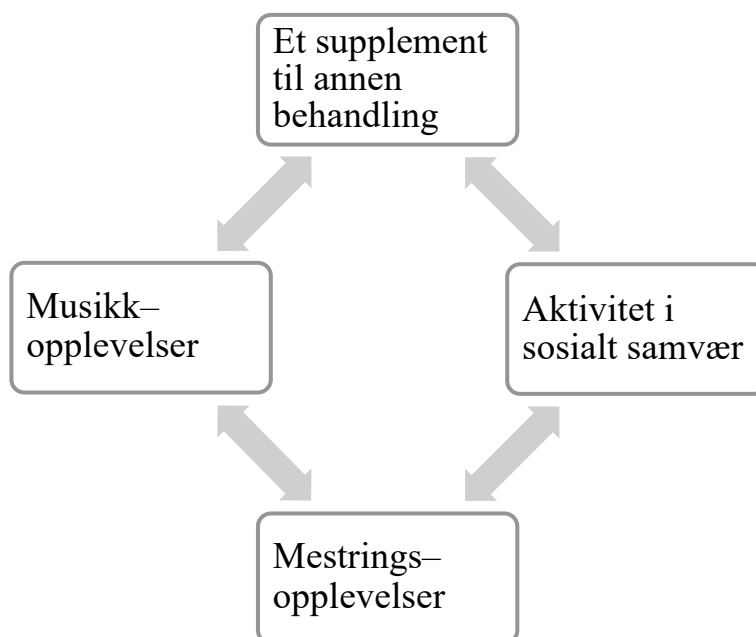 Et supplement
til annen
behandling
Musikk–
opplevelser
Aktivitet i
sosialt samvær
Mestrings–
opplevelser